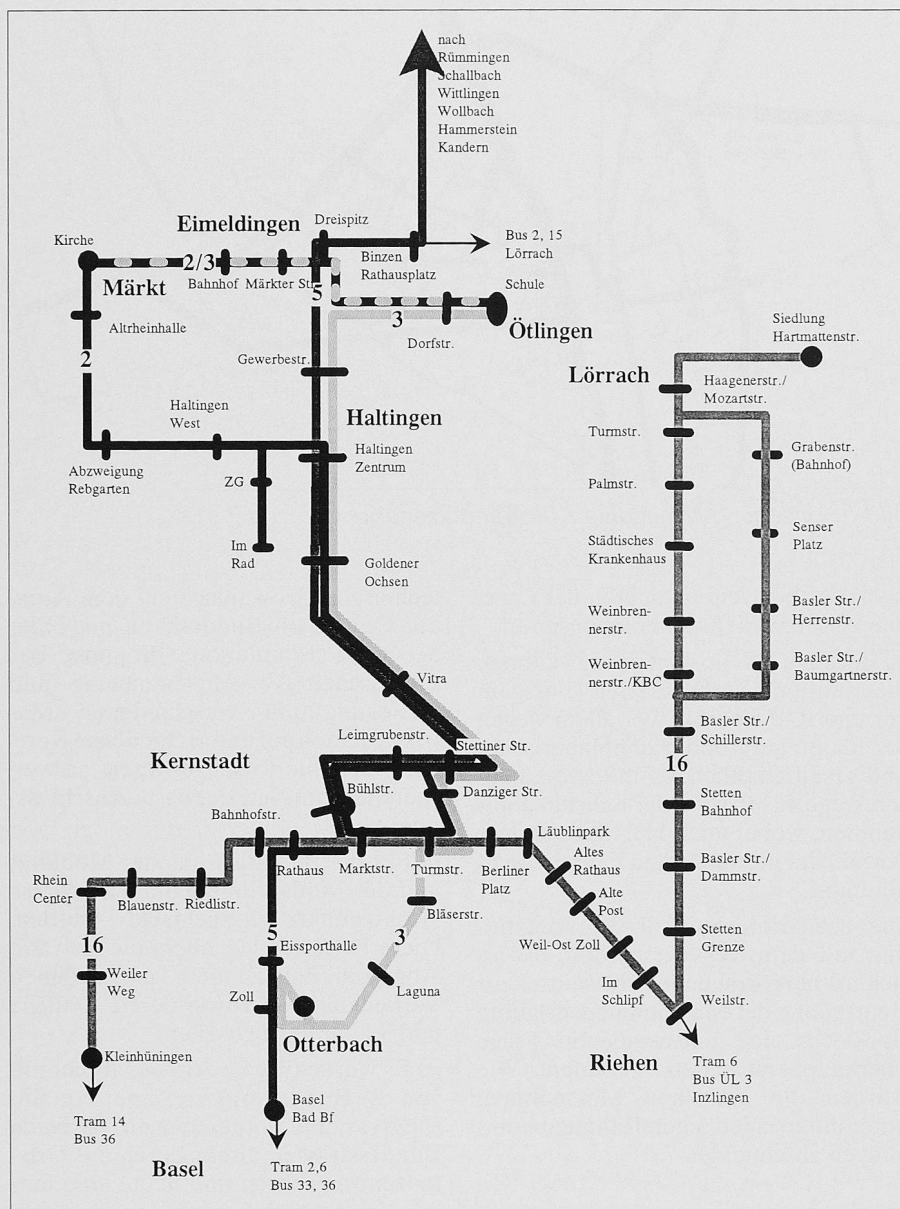 nach
Rümmingen
Schallbach
Wittlingen
Wollbach
Hammerstein
Kandern
Dreispitz
Eimeldingen
Kirche
Bus 2, 15
Lörrach
Binzen
Rathausplatz
2/3
Bahnhof
Märkter Str.
Märkt
5
Schule
3
Ötlingen
Altrheinhalle
Dorfstr.
Siedlung
Hartmattenstr.
2
Gewerbestr.
Lörrach
Haagenerstr./
Mozartstr.
Haltingen
West
Haltingen
Turmstr.
Grabenstr.
(Bahnhof)
Haltingen
Zentrum
Abzweigung
Rebgarten
ZG
Palmstr.
Im
Rad
Städtisches
Krankenhaus
Senser
Platz
Goldener
Ochsen
Weinbren-
nerstr.
Basler Str./
Herrenstr.
Vitra
Weinbren-
nerstr./KBC
Basler Str./
Baumgartnerstr.
Leimgrubenstr.
Stettiner Str.
Basler Str./
Schillerstr.
Kernstadt
16
Bühlstr.
Danziger Str.
Stetten
Bahnhof
Bahnhofstr.
Läublinpark
Rathaus
Marktstr.
Turmstr.
Berliner
Platz
Altes
Rathaus
Basler Str./
Dammstr.
Rhein
Center
Blauenstr.
Riedlistr.
Alte
Post
Bläserstr.
5
3
Stetten
Grenze
16
Eissporthalle
Weil-Ost Zoll
Weiler
Weg
Zoll
Laguna
Im
Schlipf
Weilstr.
Otterbach
Kleinhüningen
Riehen
Tram 6
Bus ÜL 3
Inzlingen
Basel
Bad Bf
Tram 14
Bus 36
Basel
Tram 2,6
Bus 33, 36